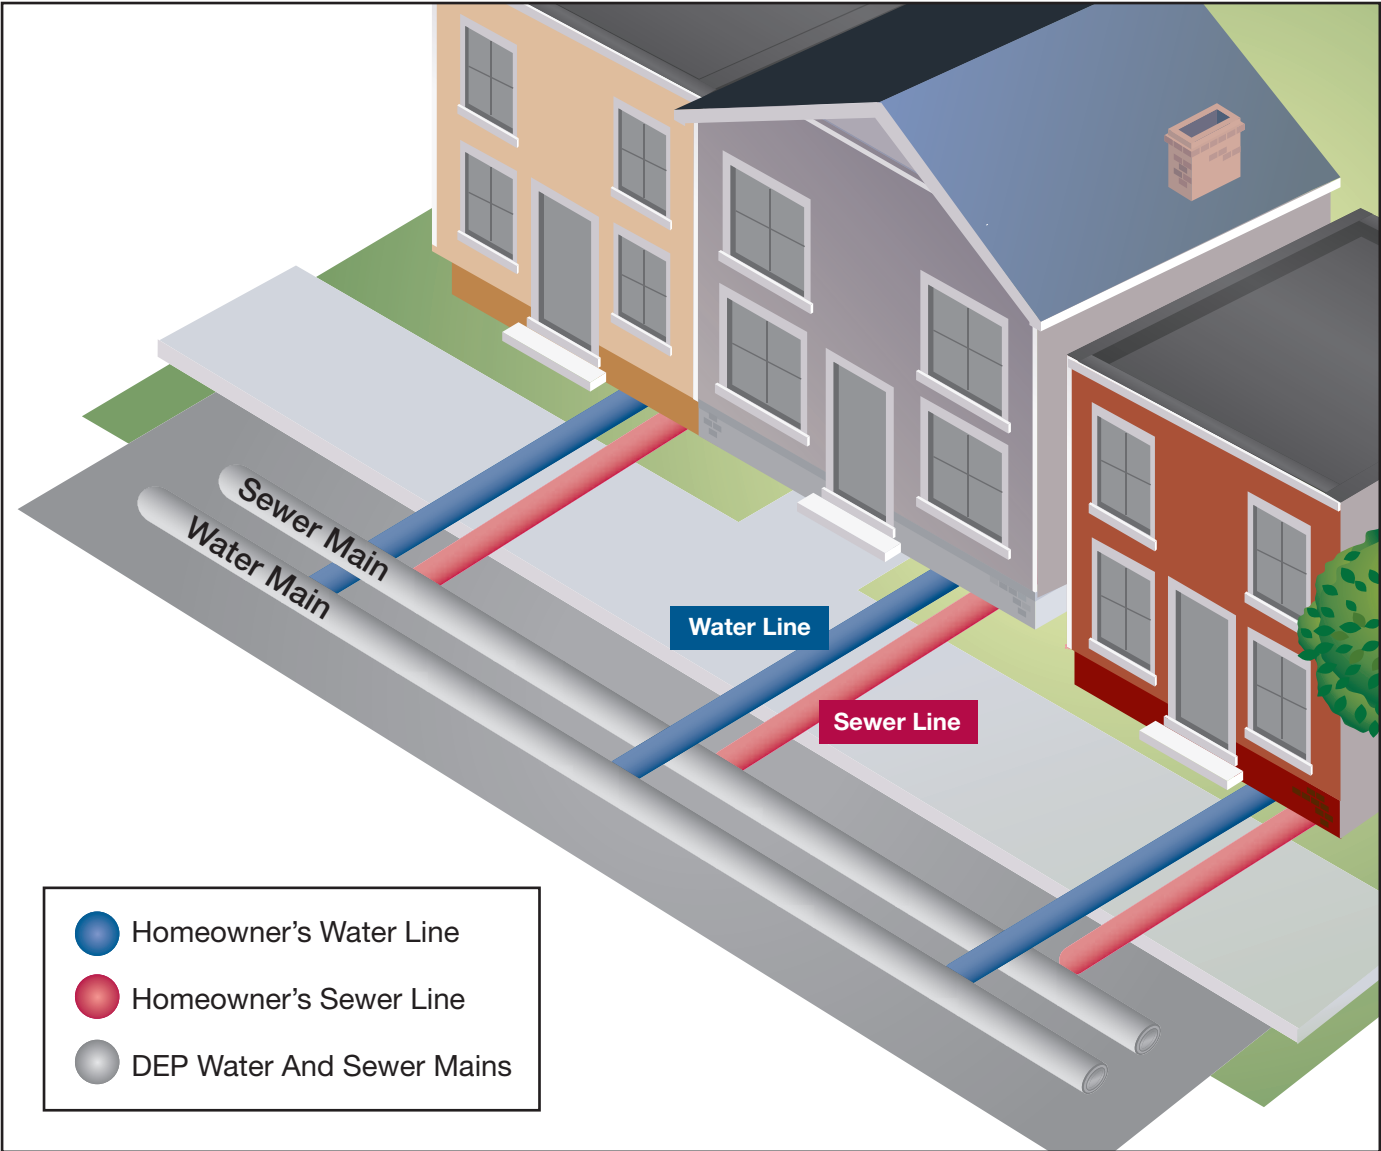 Sewer Main
Water Main
Water Line
Sewer Line
Homeowner’s Water Line
Homeowner’s Sewer Line
DEP Water And Sewer Mains